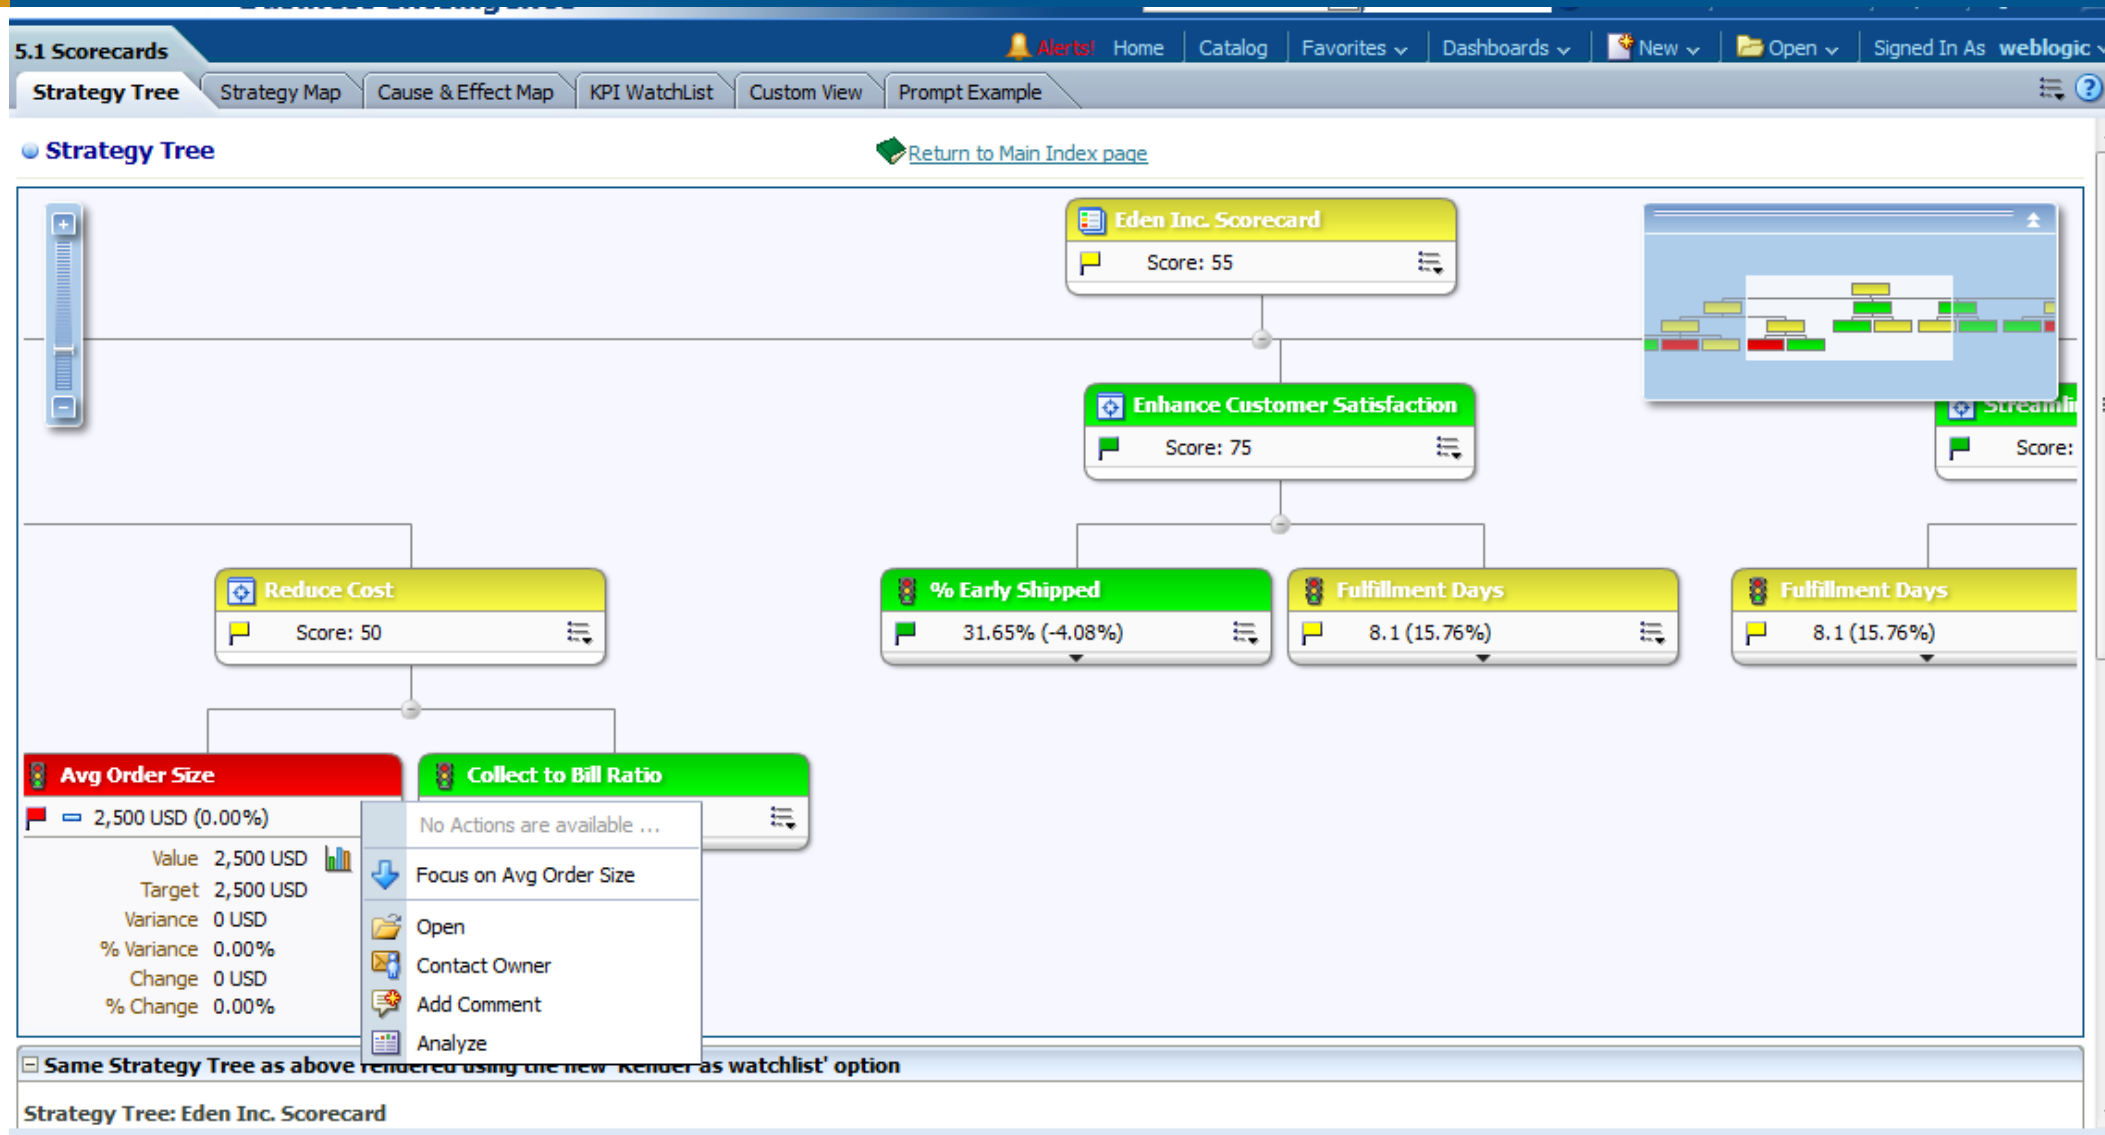 5.1 Scorecards
Alerts! Home Catalog Favorites Dashboards New Open Signed In As weblogic
Strategy Tree Strategy Map Cause & Effect Map KPI WatchList Custom View Prompt Example
Strategy Tree
Return to Main Index page
Eden Inc. Scorecard
Score: 55
Enhance Customer Satisfaction
Score: 75
Score:
Reduce Cost
Score: 50
% Early Shipped
31.65% (-4.08%)
Fulfillment Days
8.1 (15.76%)
Fulfillment Days
8.1 (15.76%)
Avg Order Size
2,500 USD (0.00%)
Value 2,500 USD
Target 2,500 USD
Variance 0 USD
% Variance 0.00%
Change 0 USD
% Change 0.00%
Collect to Bill Ratio
No Actions are available ...
Focus on Avg Order Size
Open
Contact Owner
Add Comment
Analyze
Same Strategy Tree as above rendered using the new 'Render as watchlist' option
Strategy Tree: Eden Inc. Scorecard